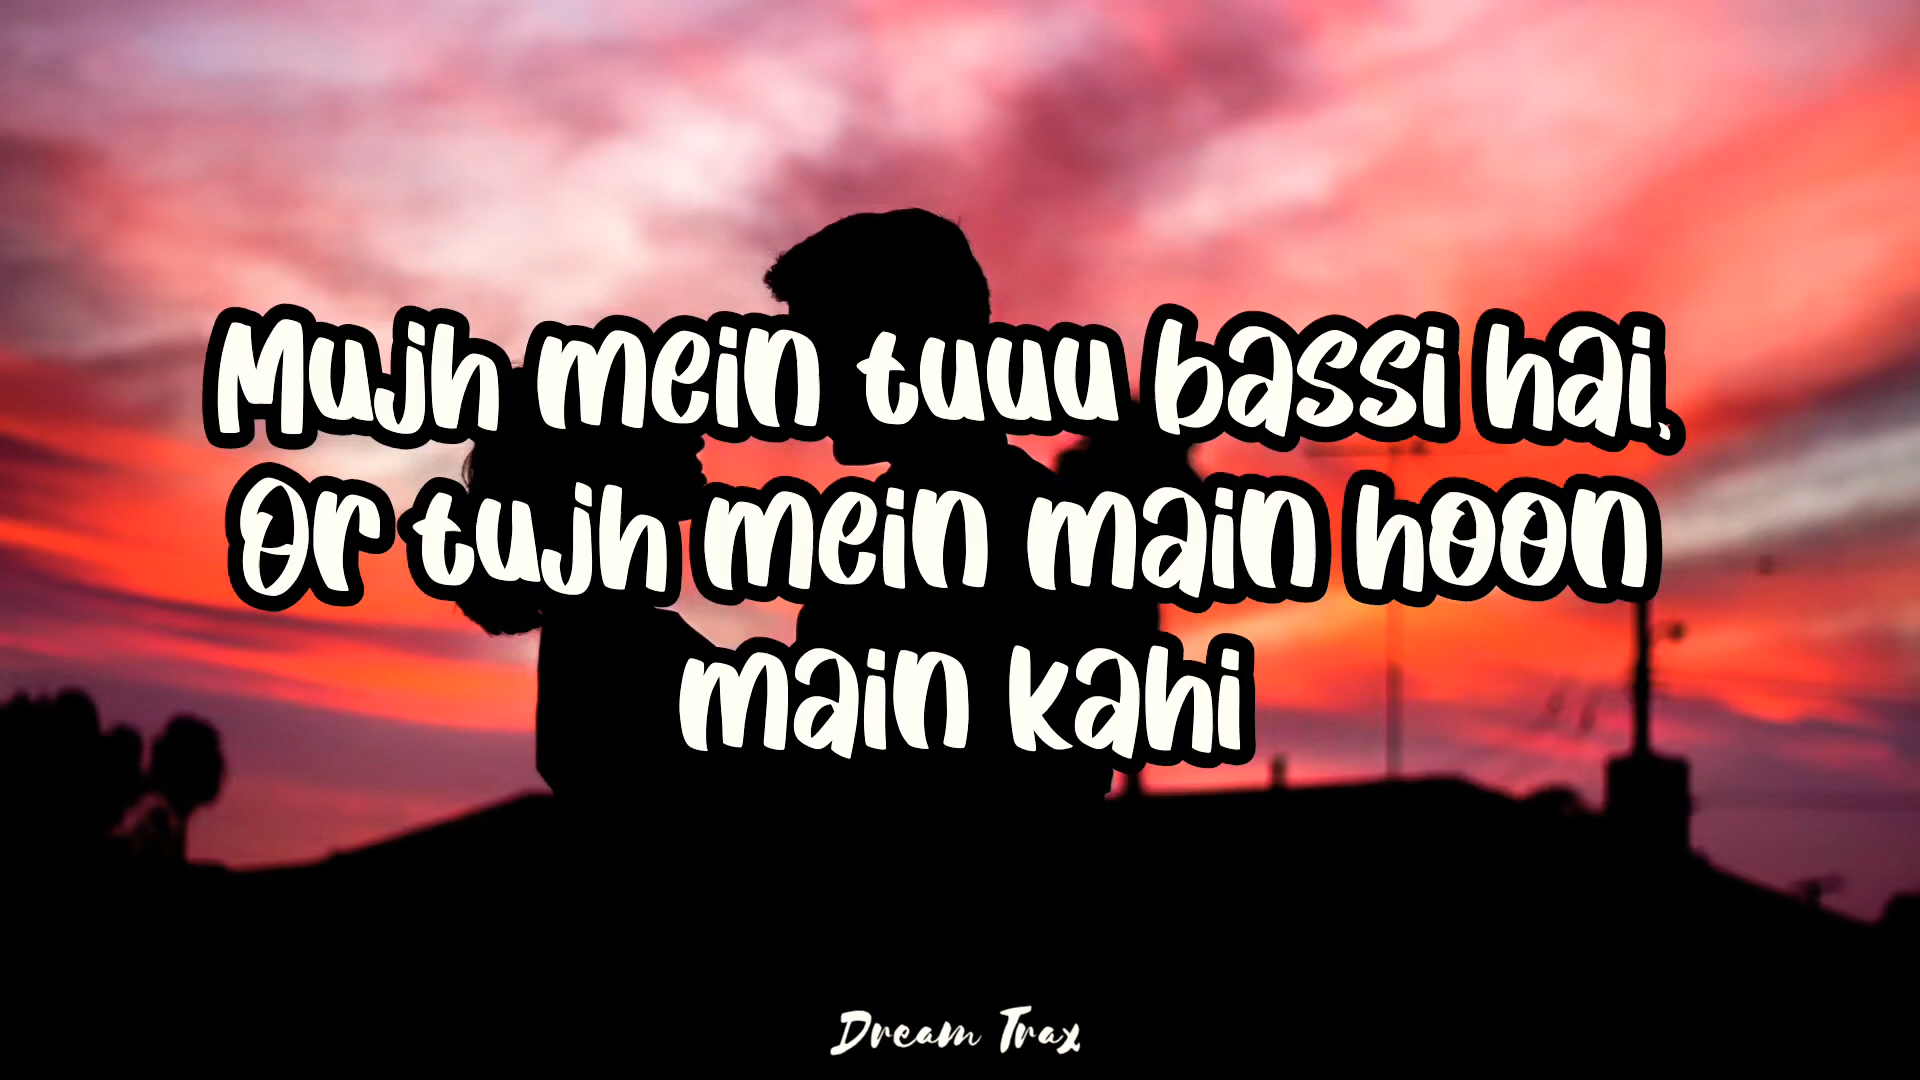 Mujh mein tuuu bassi hai,
Or tujh mein main hoon
main kahi
Dream Trax